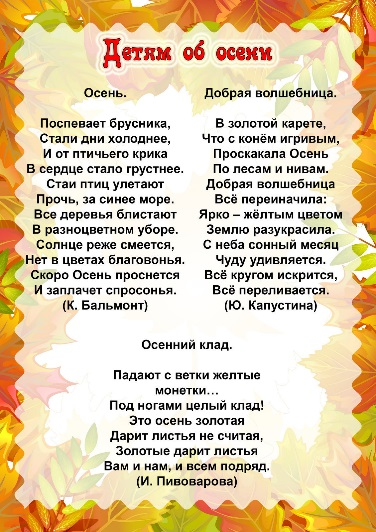 Детям об осени
Осень.
Поспевает брусника,
Стали дни холоднее,
И от птичьего крика
В сердце стало грустнее.
Стаи птиц улетают
Прочь, за синее море.
Все деревья блистают
В разноцветном уборе.
Солнце реже смеется,
Нет в цветах благовонья.
Скоро Осень проснется
И заплачет спросонья.
(К. Бальмонт)
Добрая волшебница.
В золотой карете,
Что с конём игривым,
Проскакала Осень
По лесам и нивам.
Добрая волшебница
Всё переиначила:
Ярко – жёлтым цветом
Землю разукрасила.
С неба сонный месяц
Чуду удивляется.
Всё кругом искрится,
Всё переливается.
(Ю. Капустина)
Осенний клад.
Падают с ветки желтые
монетки…
Под ногами целый клад!
Это осень золотая
Дарит листья не считая,
Золотые дарит листья
Вам и нам, и всем подряд.
(И. Пивоварова)